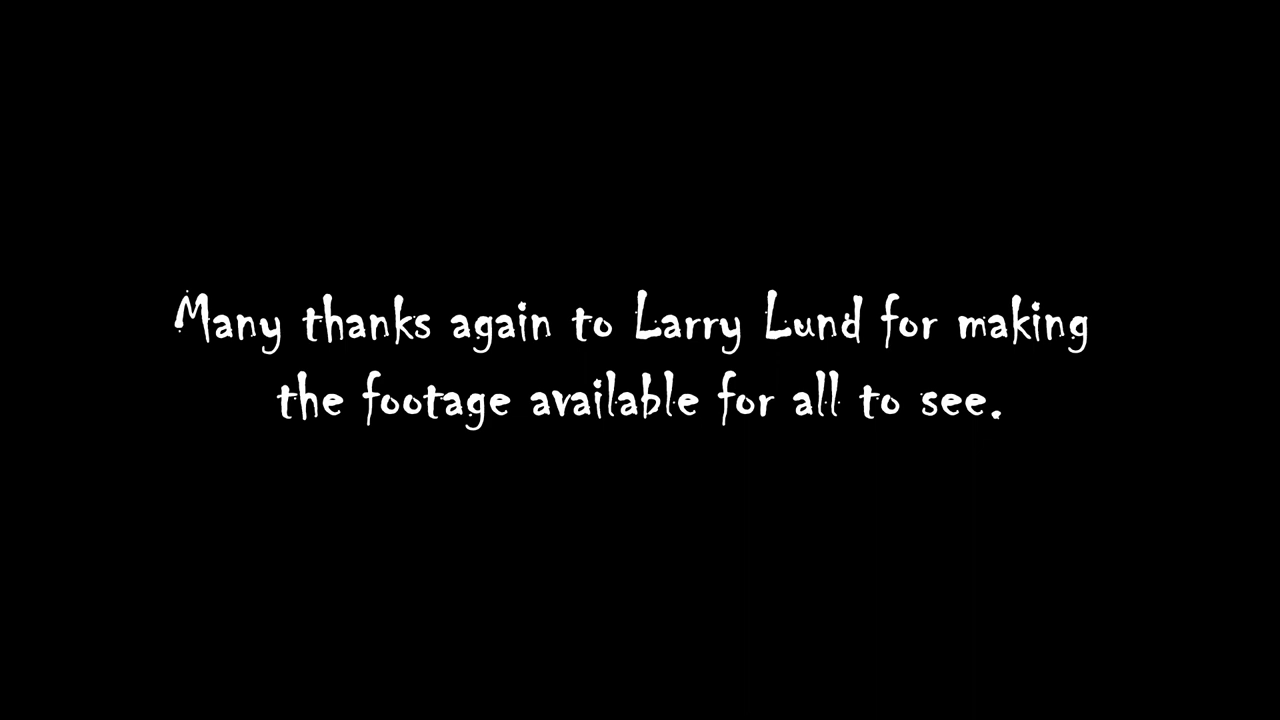 Many thanks again to Larry Lund for making
the footage available for all to see.